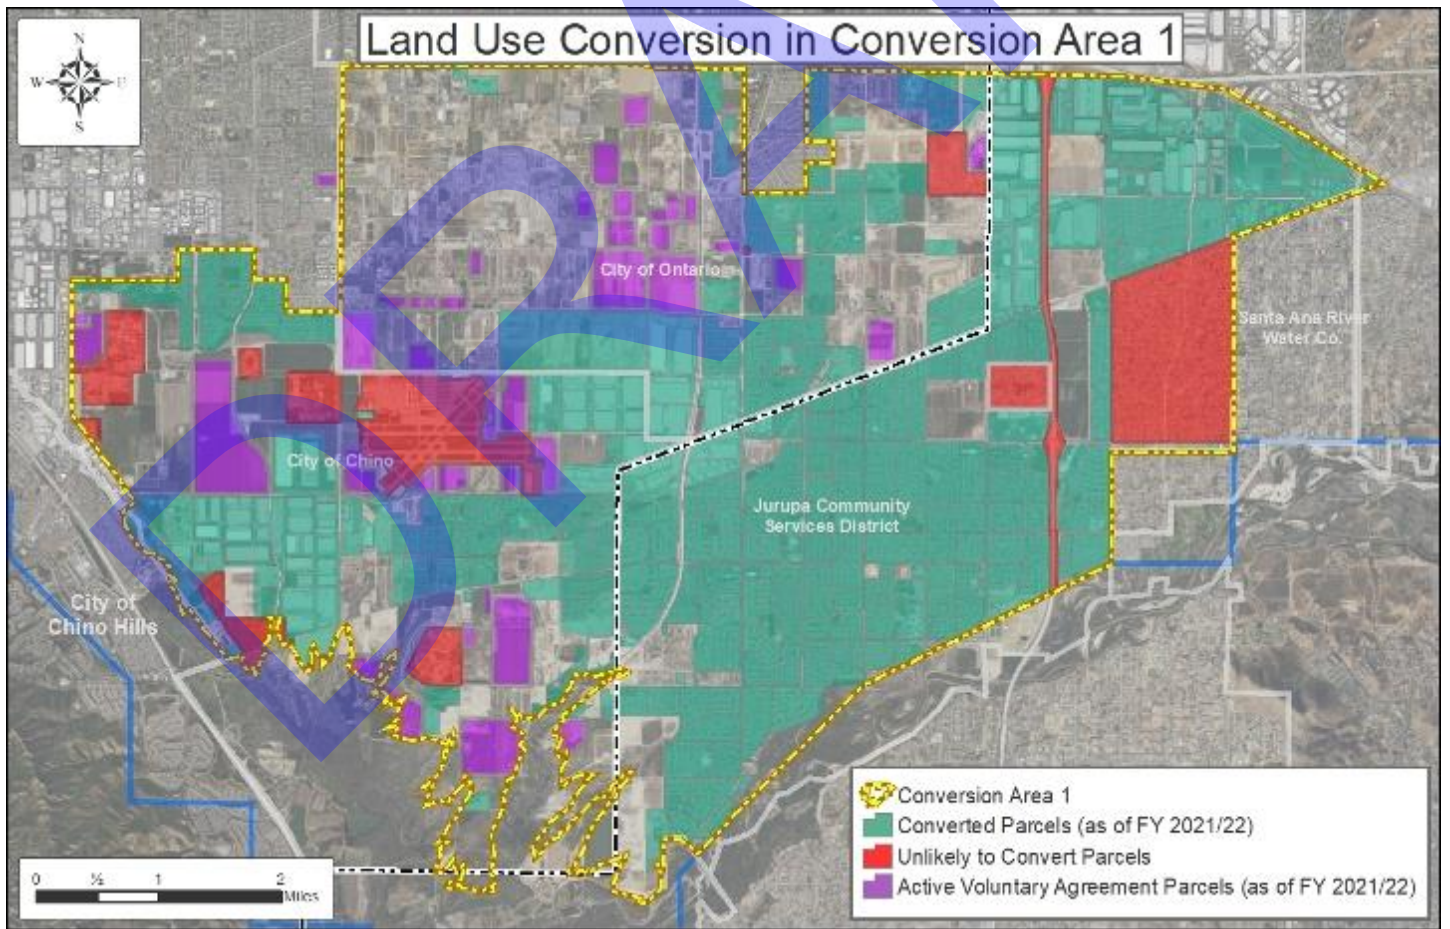 Land Use Conversion in Conversion Area 1
N
W
E
S
City of Ontario
Santa Ana River
Water Co.
City of Chino
Jurupa Community
Services District
City of
Chino Hills
Conversion Area 1
Converted Parcels (as of FY 2021/22)
Unlikely to Convert Parcels
Active Voluntary Agreement Parcels (as of FY 2021/22)
0 ½ 1 2
Miles